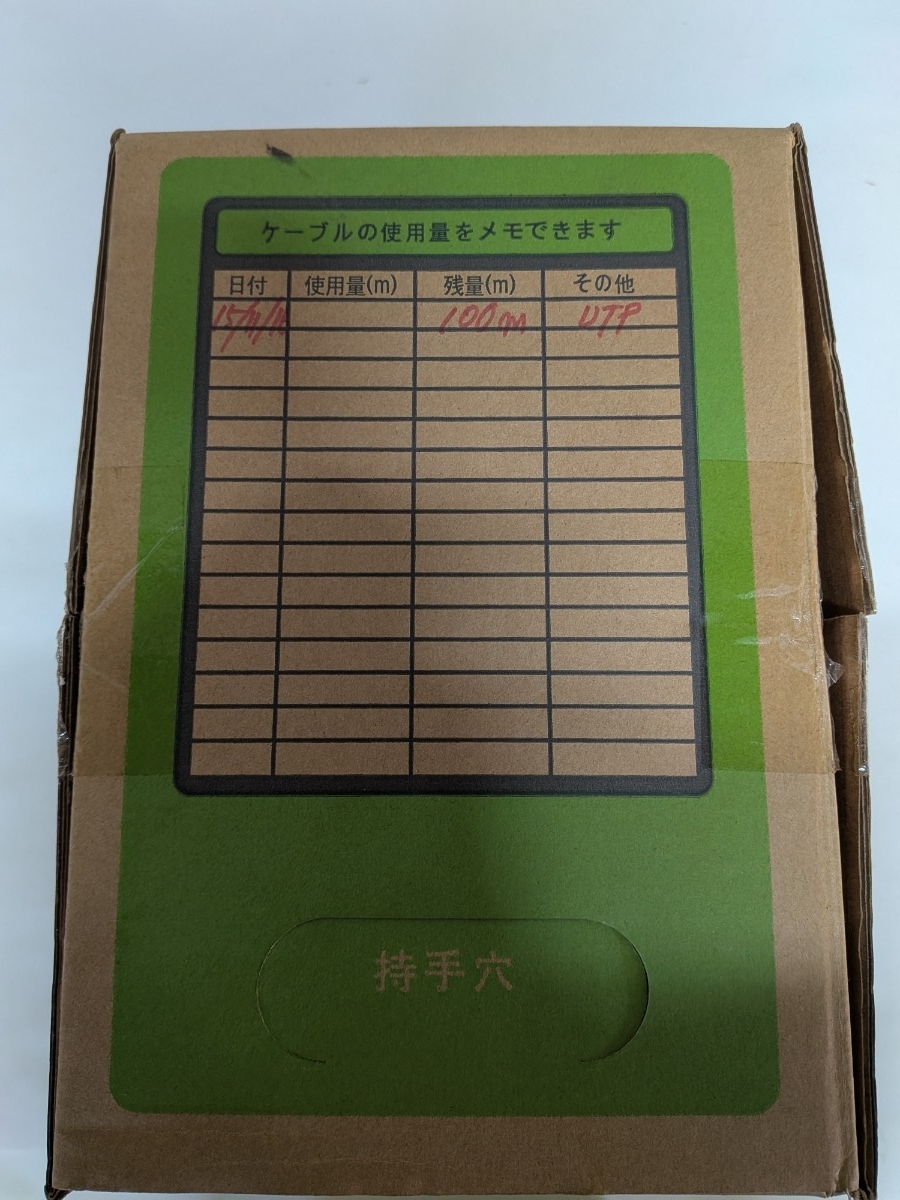 ケーブルの使用量をメモできます
日付 使用量(m) 残量(m) その他
100m UTP
持手穴